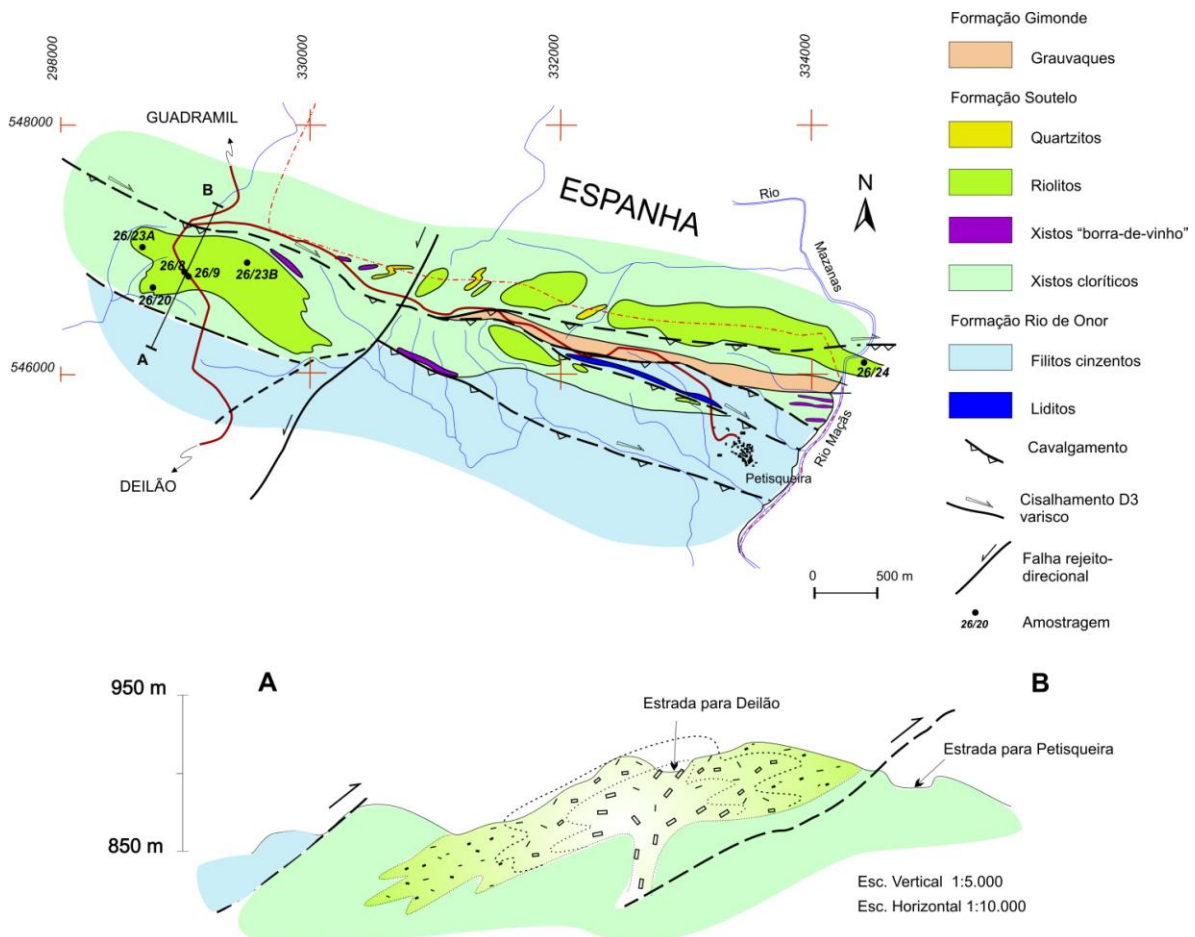 298000
330000
332000
334000
548000
546000
GUADRAMIL
B
ESPANHA
N
Rio
Mazanas
26/23A
26/8
26/9
26/23B
26/20
A
26/24
Rio Maçãs
Petisqueira
DEILÃO
0
500 m
Formação Gimonde
Grauvaques
Formação Soutelo
Quartzitos
Riolitos
Xistos "borra-de-vinho"
Xistos cloríticos
Formação Rio de Onor
Filitos cinzentos
Liditos
Cavalgamento
Cisalhamento D3
varisco
Falha rejeito-
direcional
26/20
Amostragem
950 m
A
B
Estrada para Deilão
Estrada para Petisqueira
850 m
Esc. Vertical 1:5.000
Esc. Horizontal 1:10.000